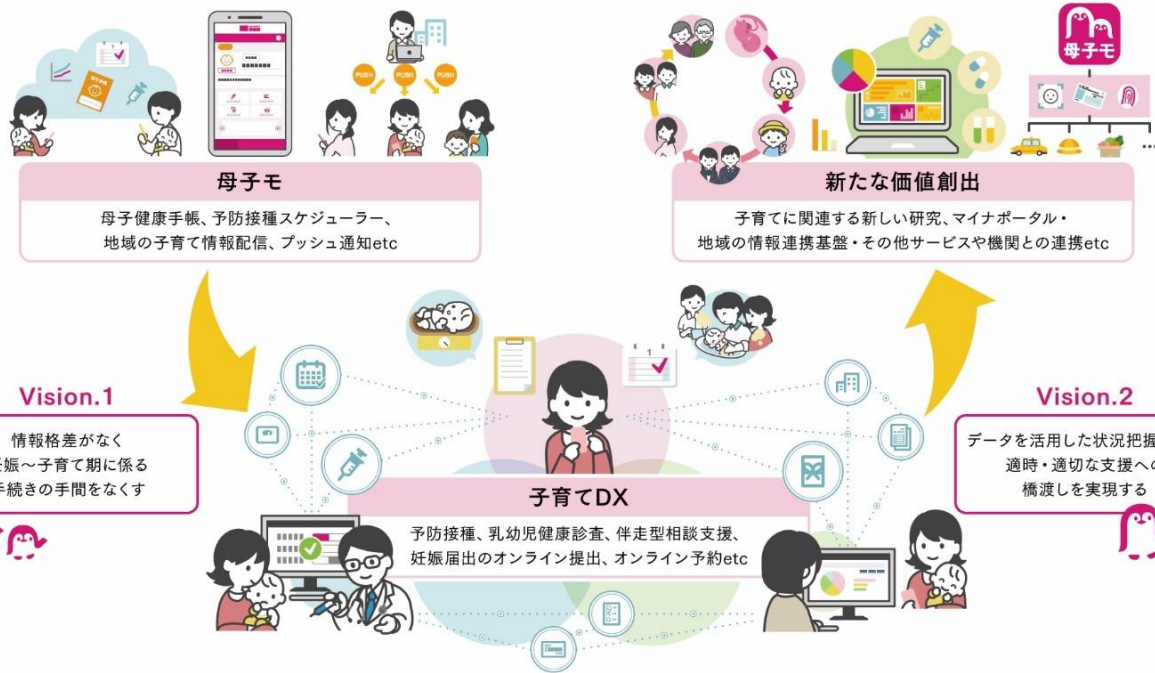 母子手帳
PUSH
PUSH
PUSH
母子モ
母子モ
母子健康手帳、予防接種スケジューラー、
地域の子育て情報配信、プッシュ通知etc
新たな価値創出
子育てに関連する新しい研究、マイナポータル・
地域の情報連携基盤・その他サービスや機関との連携etc
1
Vision.1
情報格差がなく
妊娠～子育て期に係る
手続きの手間をなくす
Vision.2
データを活用した状況把握
適時・適切な支援への
橋渡しを実現する
子育てDX
予防接種、乳幼児健康診査、伴走型相談支援、
妊娠届出のオンライン提出、オンライン予約etc